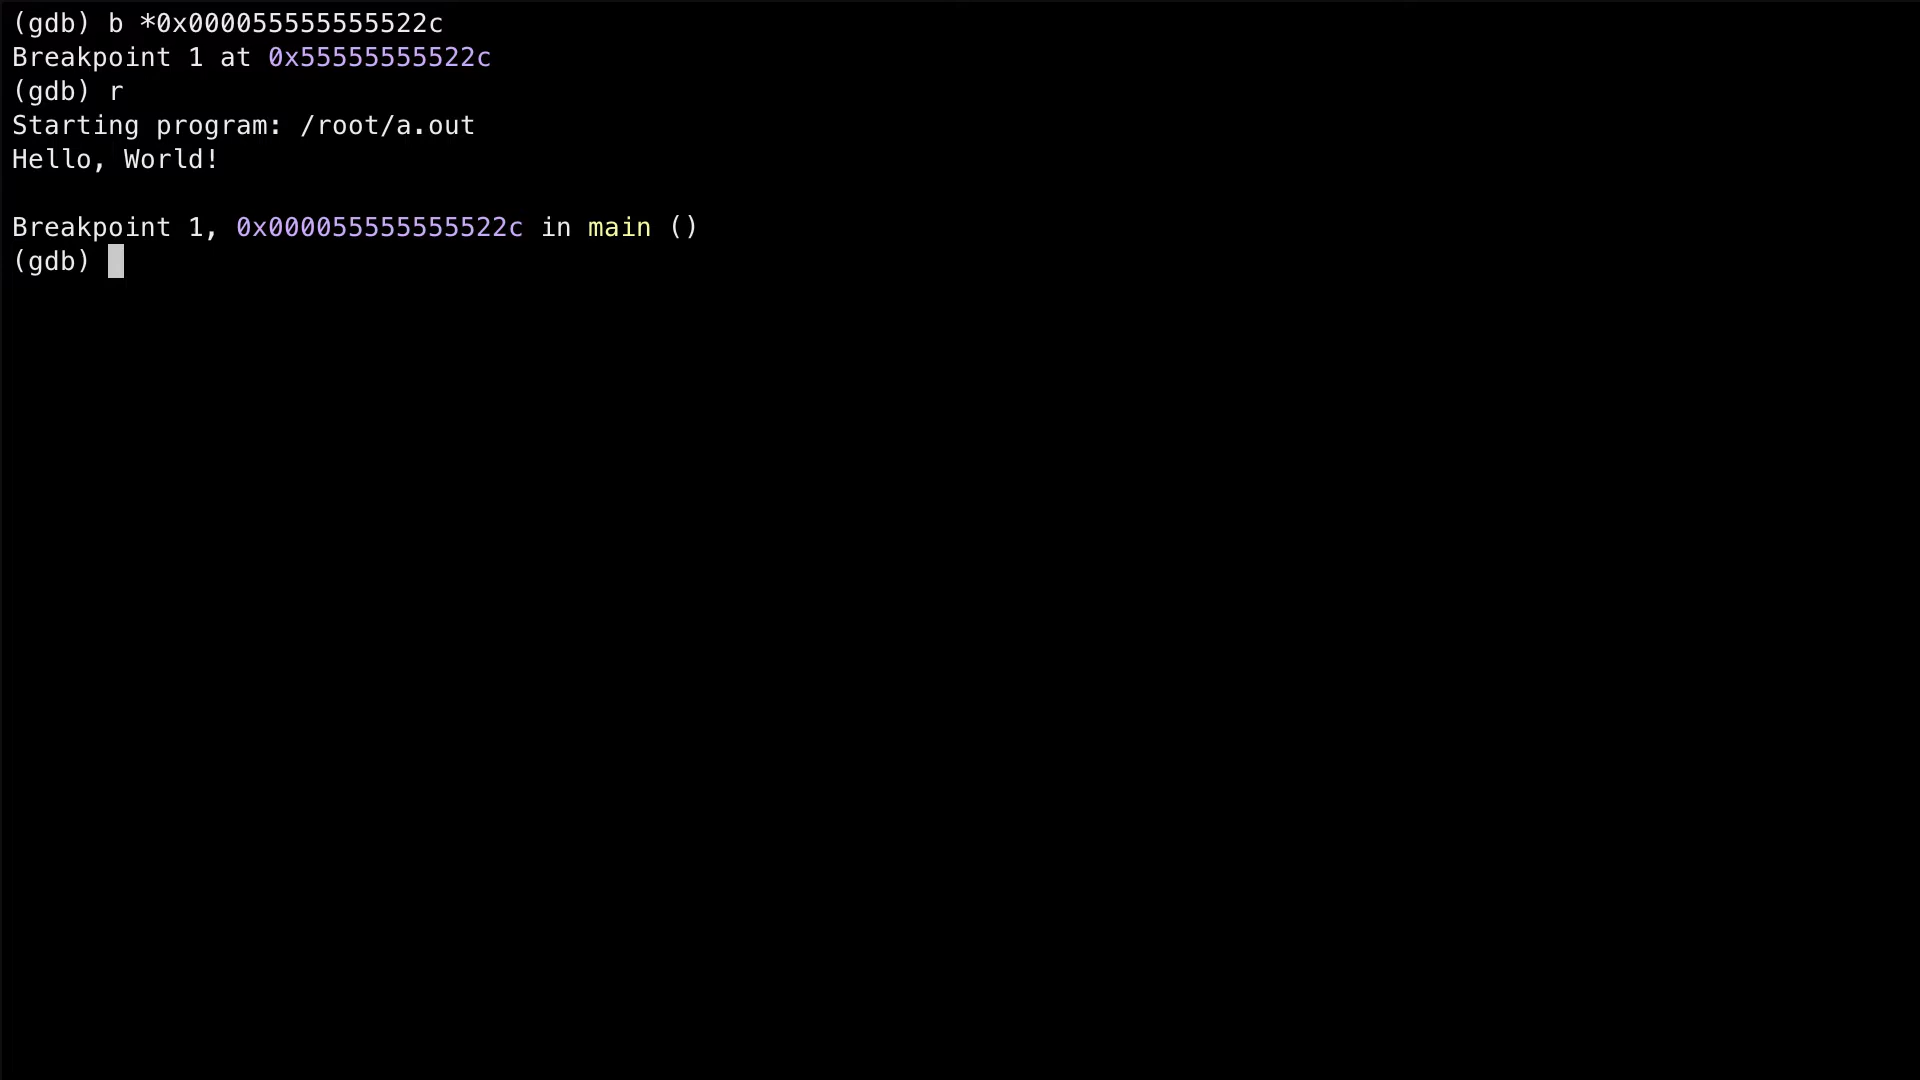 (gdb) b *0x000055555555522c
Breakpoint 1 at 0x55555555522c
(gdb) r
Starting program: /root/a.out
Hello, World!
Breakpoint 1, 0x000055555555522c in main ()
(gdb)